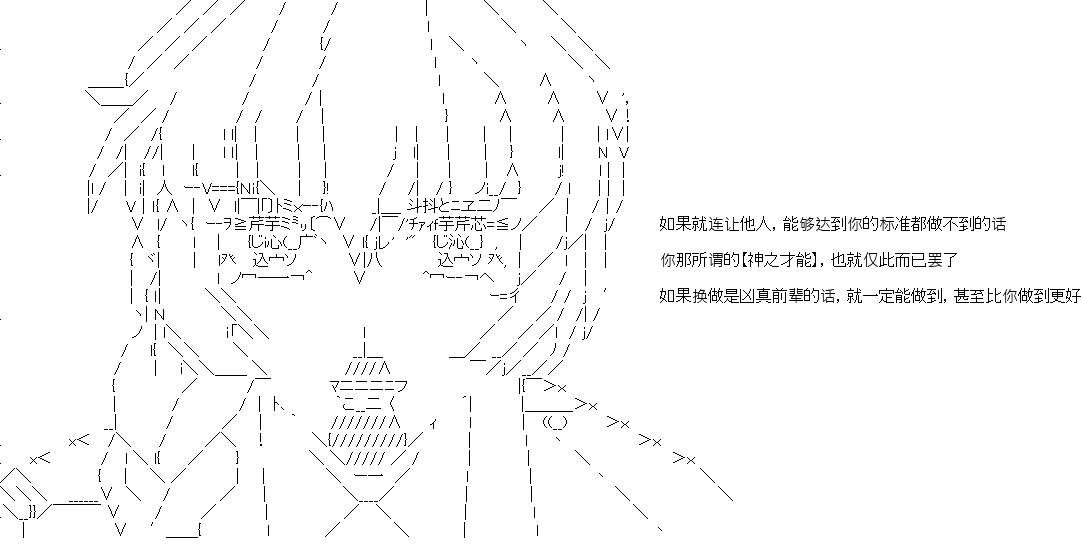 如果就连让他人，能够达到你的标准都做不到的话
你那所谓的【神之才能】，也就仅此而已罢了
如果换做是凶真前辈的话，就一定能做到，甚至比你做到更好